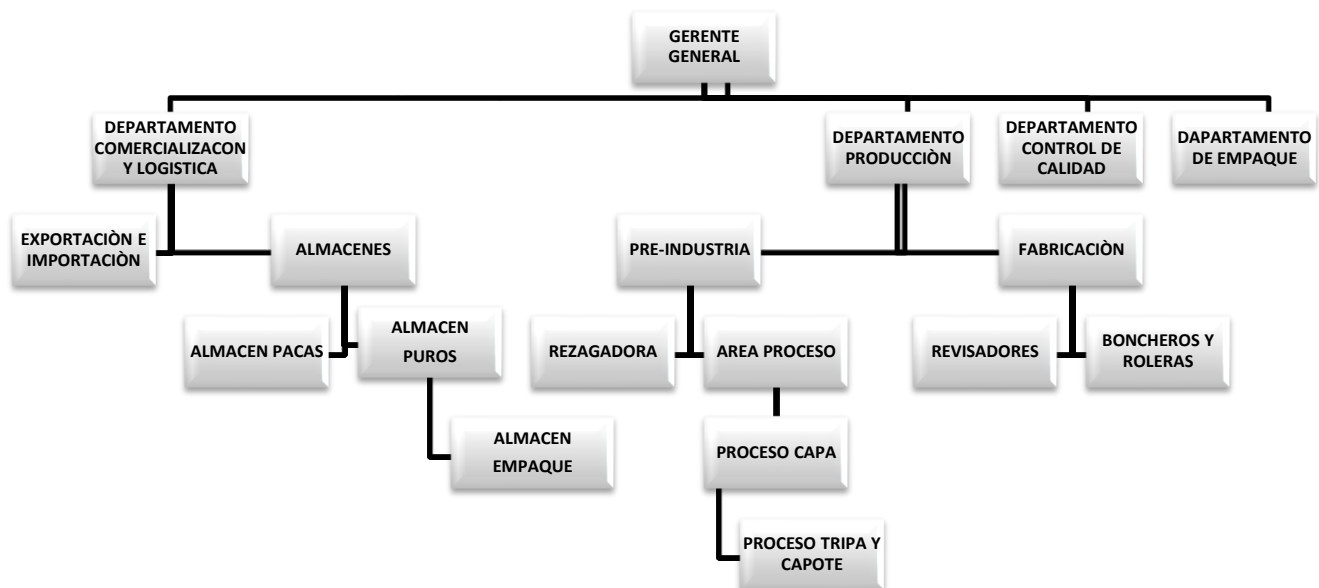 GERENTE
GENERAL
DEPARTAMENTO
COMERCIALIZACON
Y LOGISTICA
DEPARTAMENTO
PRODUCCIÒN
DEPARTAMENTO
CONTROL DE
CALIDAD
DAPARTAMENTO
DE EMPAQUE
EXPORTACIÒN E
IMPORTACIÒN
ALMACENES
PRE-INDUSTRIA
FABRICACIÒN
ALMACEN PACAS
ALMACEN
PUROS
REZAGADORA
AREA PROCESO
REVISADORES
BONCHEROS Y
ROLERAS
ALMACEN
EMPAQUE
PROCESO CAPA
PROCESO TRIPA Y
CAPOTE